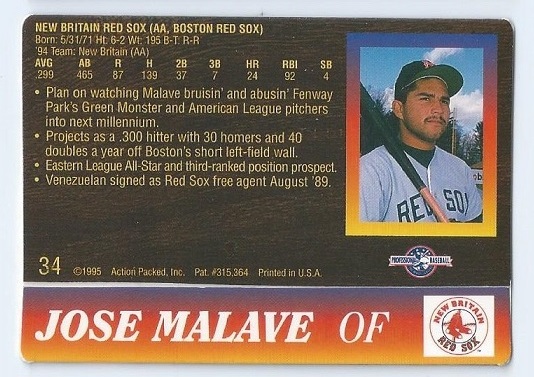 NEW BRITAIN RED SOX (AA, BOSTON RED SOX)
Born: 5/31/71 Ht: 6-2 Wt: 195 B-T: R-R
'94 Team: New Britain (AA)
AVG AB R H 2B 3B HR RBI SB
.299 465 87 139 37 7 24 92 4
• Plan on watching Malave bruisin' and abusin' Fenway
Park's Green Monster and American League pitchers
into next millennium.
• Projects as a .300 hitter with 30 homers and 40
doubles a year off Boston's short left-field wall.
• Eastern League All-Star and third-ranked position prospect.
• Venezuelan signed as Red Sox free agent August '89.
RED SO
PROFESSIONAL BASEBALL
34 ©1995 Action Packed, Inc. Pat. #315,364 Printed in U.S.A.
JOSE MALAVE OF
NEW BRITAIN
RED SOX